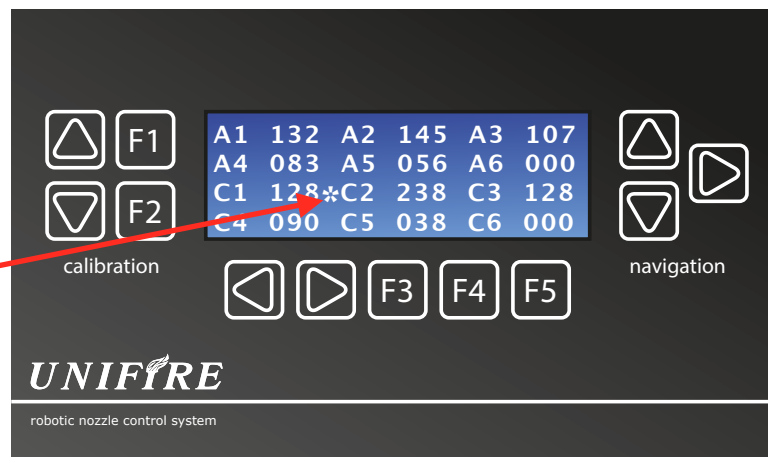 F1
A1 132 A2 145 A3 107
A4 083 A5 056 A6 000
C1 128*C2 238 C3 128
C4 090 C5 038 C6 000
F2
calibration
navigation
F3 F4 F5
UNIFIRE
robotic nozzle control system